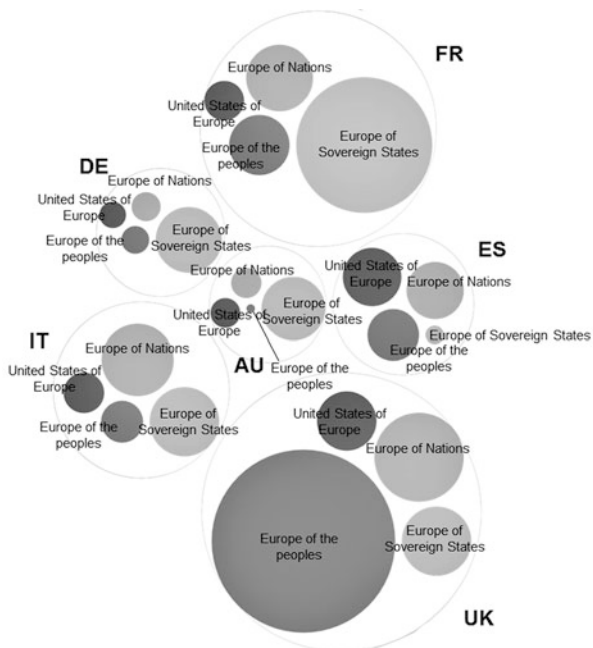 FR
Europe of Nations
United States of
Europe
Europe of the
peoples
Europe of
Sovereign States
DE
Europe of Nations
United States of
Europe
Europe of the
peoples
Europe of
Sovereign States
ES
United States of
Europe
Europe of Nations
Europe of Sovereign States
Europe of the
peoples
AU
Europe of Nations
United States of
Europe
Europe of
Sovereign States
Europe of the
peoples
IT
Europe of Nations
United States of
Europe
Europe of the
peoples
Europe of
Sovereign States
United States of
Europe
Europe of Nations
Europe of the
peoples
Europe of
Sovereign States
UK